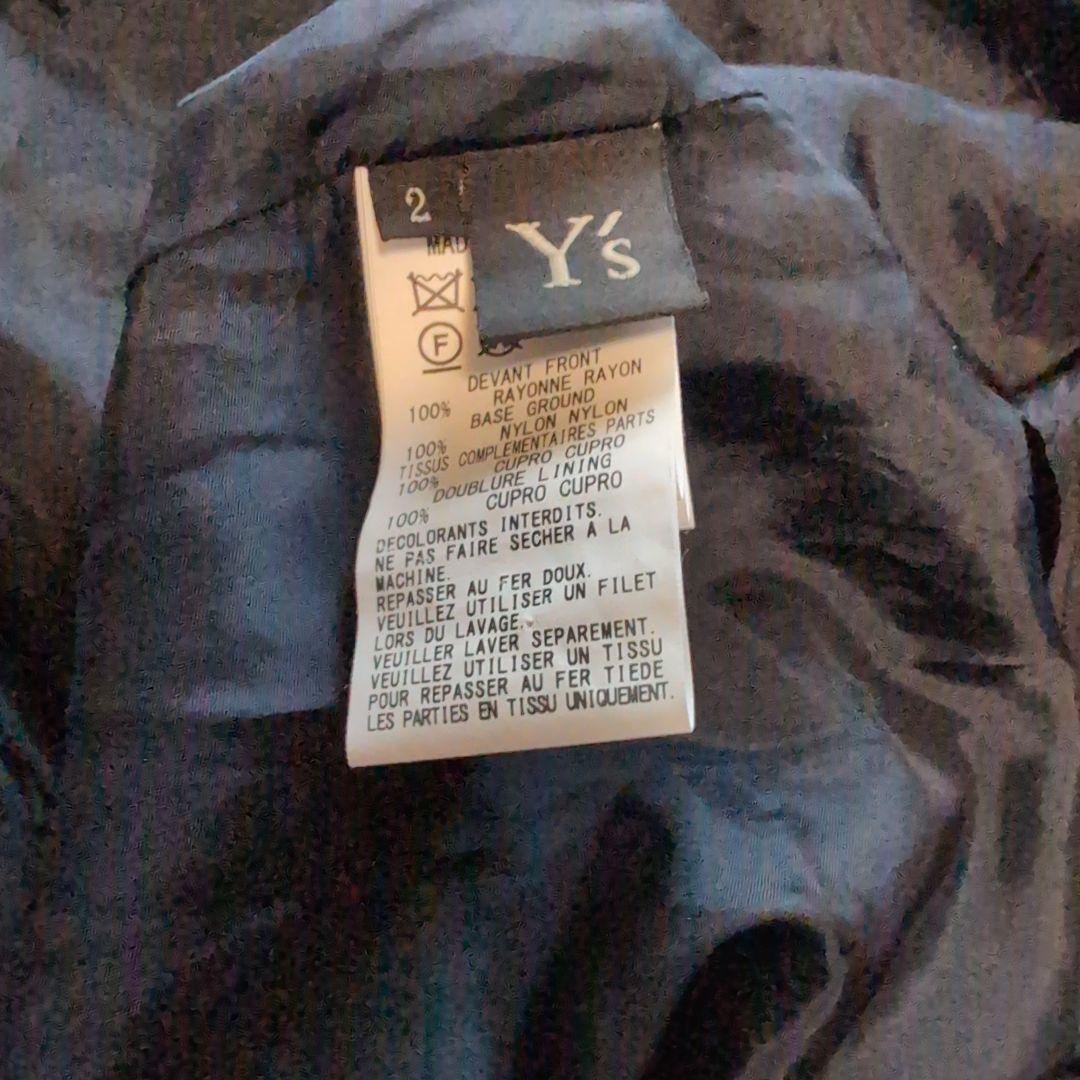 2
Y's
MAD
F
DEVANT FRONT
RAYONNE RAYON
100%
BASE GROUND
NYLON NYLON
100%
TISSUS COMPLEMENTAIRES PARTS
CUPRO CUPRO
100%
DOUBLURE LINING
CUPRO CUPRO
100%
DECOLORANTS INTERDITS.
NE PAS FAIRE SECHER A LA
MACHINE.
REPASSER AU FER DOUX.
VEUILLEZ UTILISER UN FILET
LORS DU LAVAGE.
VEUILLER LAVER SEPAREMENT.
VEUILLEZ UTILISER UN TISSU
POUR REPASSER AU FER TIEDE
LES PARTIES EN TISSU UNIQUEMENT.